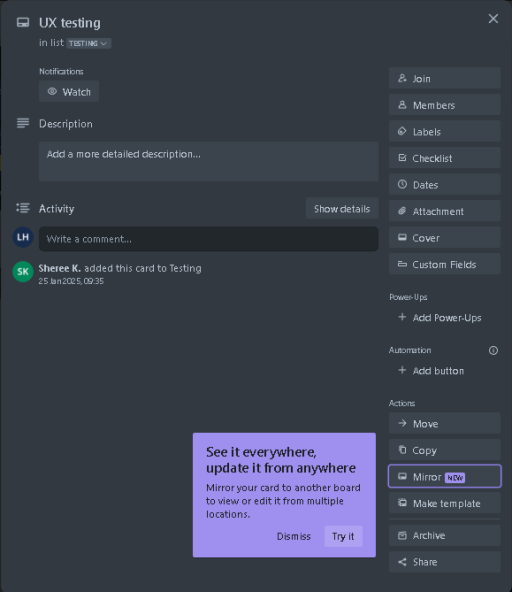 UX testing
in list TESTING
Notifications
Watch
Description
Add a more detailed description...
Activity
Show details
LH
Write a comment...
SK
Sheree K. added this card to Testing
25 Jan 2025, 09:35
Join
Members
Labels
Checklist
Dates
Attachment
Cover
Custom Fields
Power-Ups
+ Add Power-Ups
Automation
+ Add button
Actions
Move
Copy
Mirror NEW
Make template
Archive
Share
See it everywhere,
update it from anywhere
Mirror your card to another board
to view or edit it from multiple
locations.
Dismiss
Try it